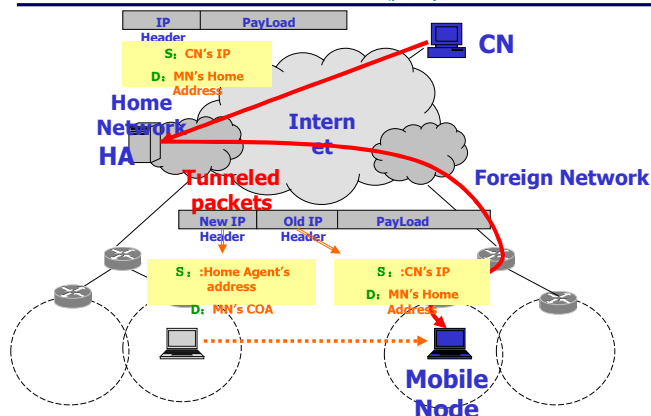 IP
Header
PayLoad
CN
S: CN's IP
D: MN's Home
Address
Home
Network
HA
Intern
et
Tunneled
packets
Foreign Network
New IP
Header
Old IP
Header
PayLoad
S: :Home Agent's
address
D: MN's COA
S: :CN's IP
D: MN's Home
Address
Mobile
Node